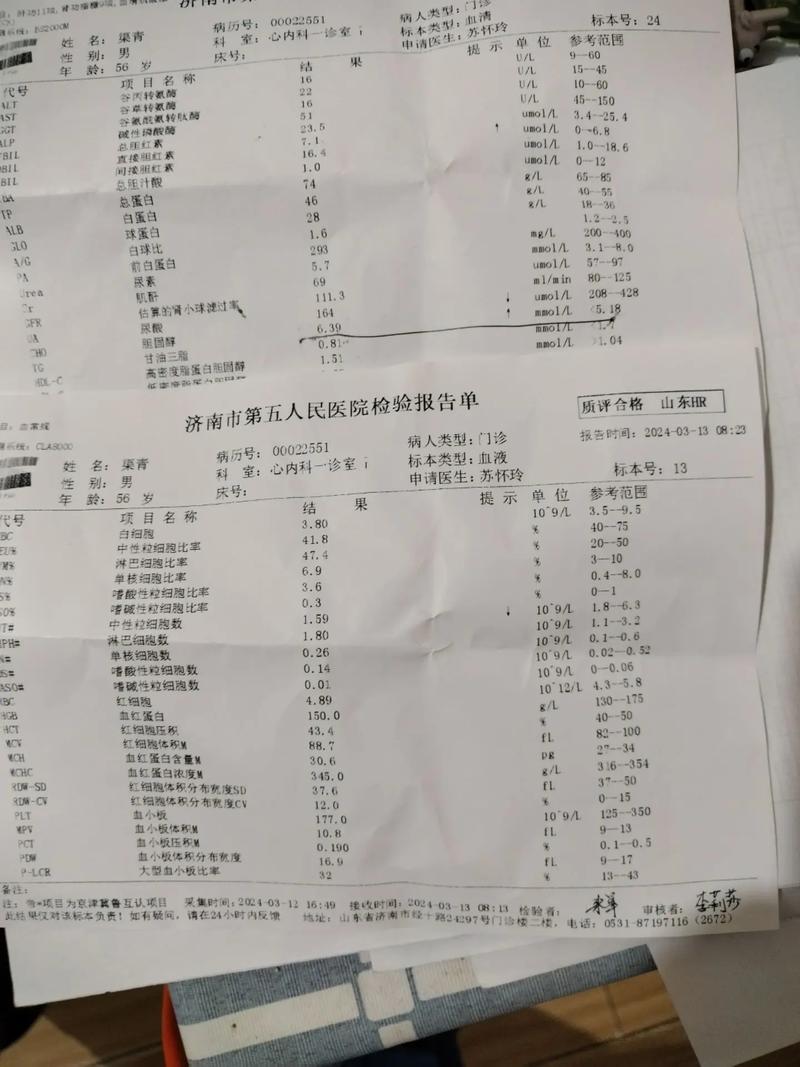 济南市第
病历号: 00022551 病人类型: 门诊
姓 名: 渠青 科 室: 心内科一诊室 标本类型: 血清 标本号: 24
性 别: 男 床号: 申请医生: 苏怀玲
年 龄: 56 岁
代号 项目名称 结 果 提 示 单 位 参考范围
ALT 谷丙转氨酶 16 U/L 9--60
AST 谷草转氨酶 22 U/L 15--45
GGT 谷氨酰氨转肽酶 16 U/L 10--60
ALP 碱性磷酸酶 51 U/L 45--150
TBIL 总胆红素 23.5 umol/L 3.4--25.4
DBIL 直接胆红素 7.1 ↑ umol/L 0--6.8
IBIL 间接胆红素 16.4 umol/L 1.0--18.6
总胆汁酸 1.0 umol/L 0--12
TP 总蛋白 74 g/L 65--85
ALB 白蛋白 46 g/L 40--55
GLO 球蛋白 28 g/L 18--36
A/G 白球比 1.6 1.2--2.5
PA 前白蛋白 293 mg/L 200--400
Urea 尿素 5.7 mmol/L 3.1--8.0
Cr 肌酐 69 umol/L 57--97
GFR 估算的肾小球滤过率 111.3 ml/min 80--125
UA 尿酸 164 ↓ umol/L 208--428
CHO 胆固醇 6.39 ↑ mmol/L <5.18
TG 甘油三脂 0.81 mmol/L <1.7
HDL-C 高密度脂蛋白胆固醇 1.51 mmol/L 1.04
低密度脂蛋白胆固醇
济南市第五人民医院检验报告单
质评合格 山东HR
血常规 报告时间: 2024-03-13 08:23
CLA8000 病历号: 00022551 病人类型: 门诊
姓 名: 渠青 科 室: 心内科一诊室 标本类型: 血液 标本号: 13
性 别: 男 床号: 申请医生: 苏怀玲
年 龄: 56 岁
代号 项目名称 结 果 提 示 单 位 参考范围
白细胞 3.80 10^9/L 3.5--9.5
中性粒细胞比率 41.8 % 40--75
淋巴细胞比率 47.4 % 20--50
单核细胞比率 6.9 % 3--10
嗜酸性粒细胞比率 3.6 % 0.4--8.0
嗜碱性粒细胞比率 0.3 % 0--1
中性粒细胞数 1.59 ↓ 10^9/L 1.8--6.3
淋巴细胞数 1.80 10^9/L 1.1--3.2
单核细胞数 0.26 10^9/L 0.1--0.6
嗜酸性粒细胞数 0.14 10^9/L 0.02--0.52
嗜碱性粒细胞数 0.01 10^9/L 0--0.06
红细胞 4.89 10^12/L 4.3--5.8
HGB 血红蛋白 150.0 g/L 130--175
HCT 红细胞压积 43.4 % 40--50
MCV 红细胞体积M 88.7 fL 82--100
MCH 血红蛋白含量M 30.6 pg 27--34
MCHC 血红蛋白浓度M 345.0 g/L 316--354
RDW-SD 红细胞体积分布宽度SD 37.6 fL 37--50
RDW-CV 红细胞体积分布宽度CV 12.0 % 0--15
PLT 血小板 177.0 10^9/L 125--350
MPV 血小板体积M 10.8 fL 9--13
PCT 血小板压积M 0.190 % 0.1--0.5
PDW 血小板体积分布宽度 16.9 fL 9--17
P-LCR 大型血小板比率 32 % 13--43
备注:
注: 带*项目为京津冀鲁互认项目 采集时间: 2024-03-12 16:49 接收时间: 2024-03-13 08:13 检验者: 审核者:
此结果仅对该标本负责! 如有疑问, 请在24小时内反馈 地址: 山东省济南市经十路24297号门诊楼二楼, 电话: 0531-87197116 (2672)